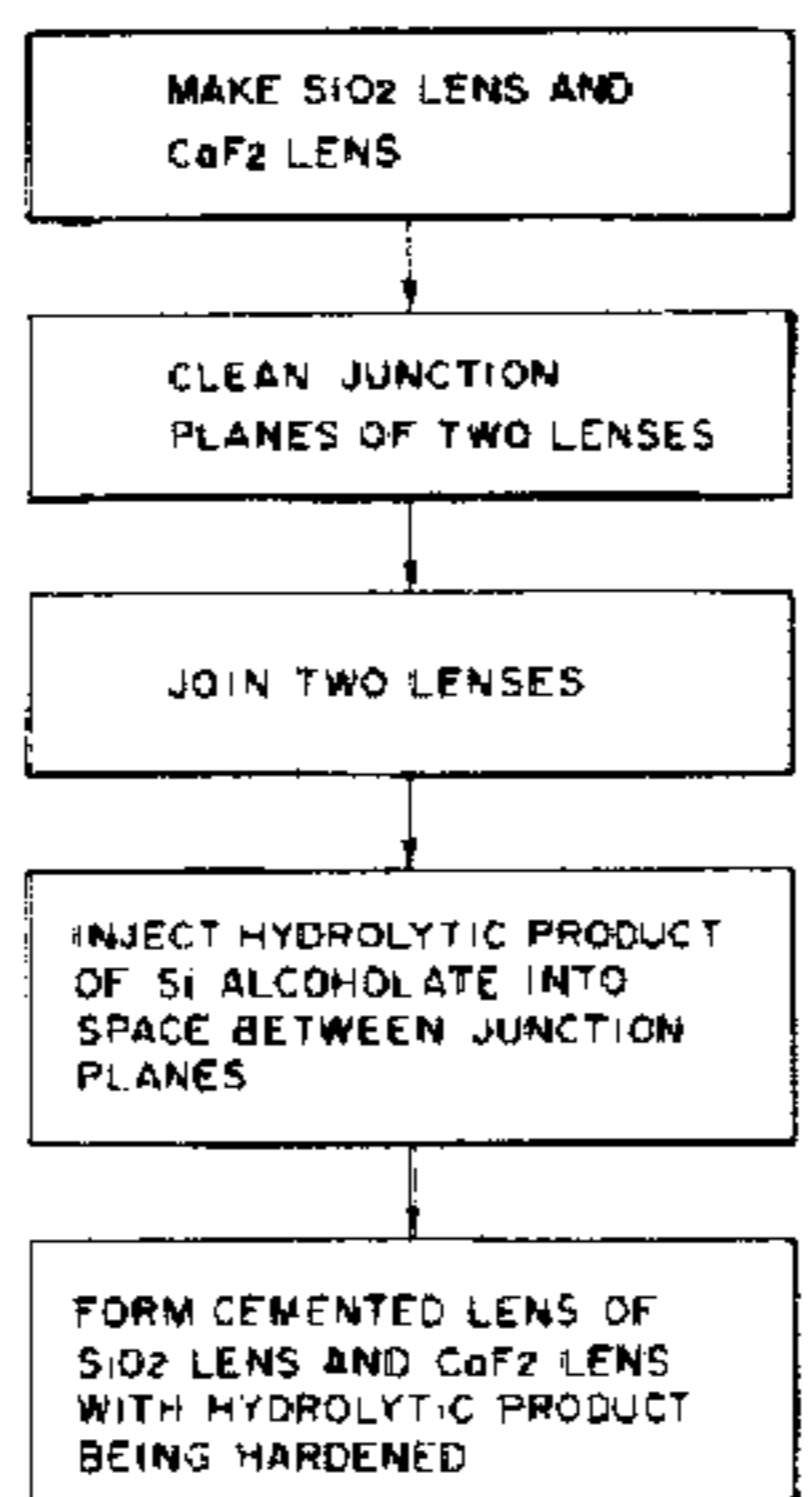 MAKE SiO2 LENS AND
CaF2 LENS
CLEAN JUNCTION
PLANES OF TWO LENSES
JOIN TWO LENSES
INJECT HYDROLYTIC PRODUCT
OF Si ALCOHOLATE INTO
SPACE BETWEEN JUNCTION
PLANES
FORM CEMENTED LENS OF
SiO2 LENS AND CaF2 LENS
WITH HYDROLYTIC PRODUCT
BEING HARDENED